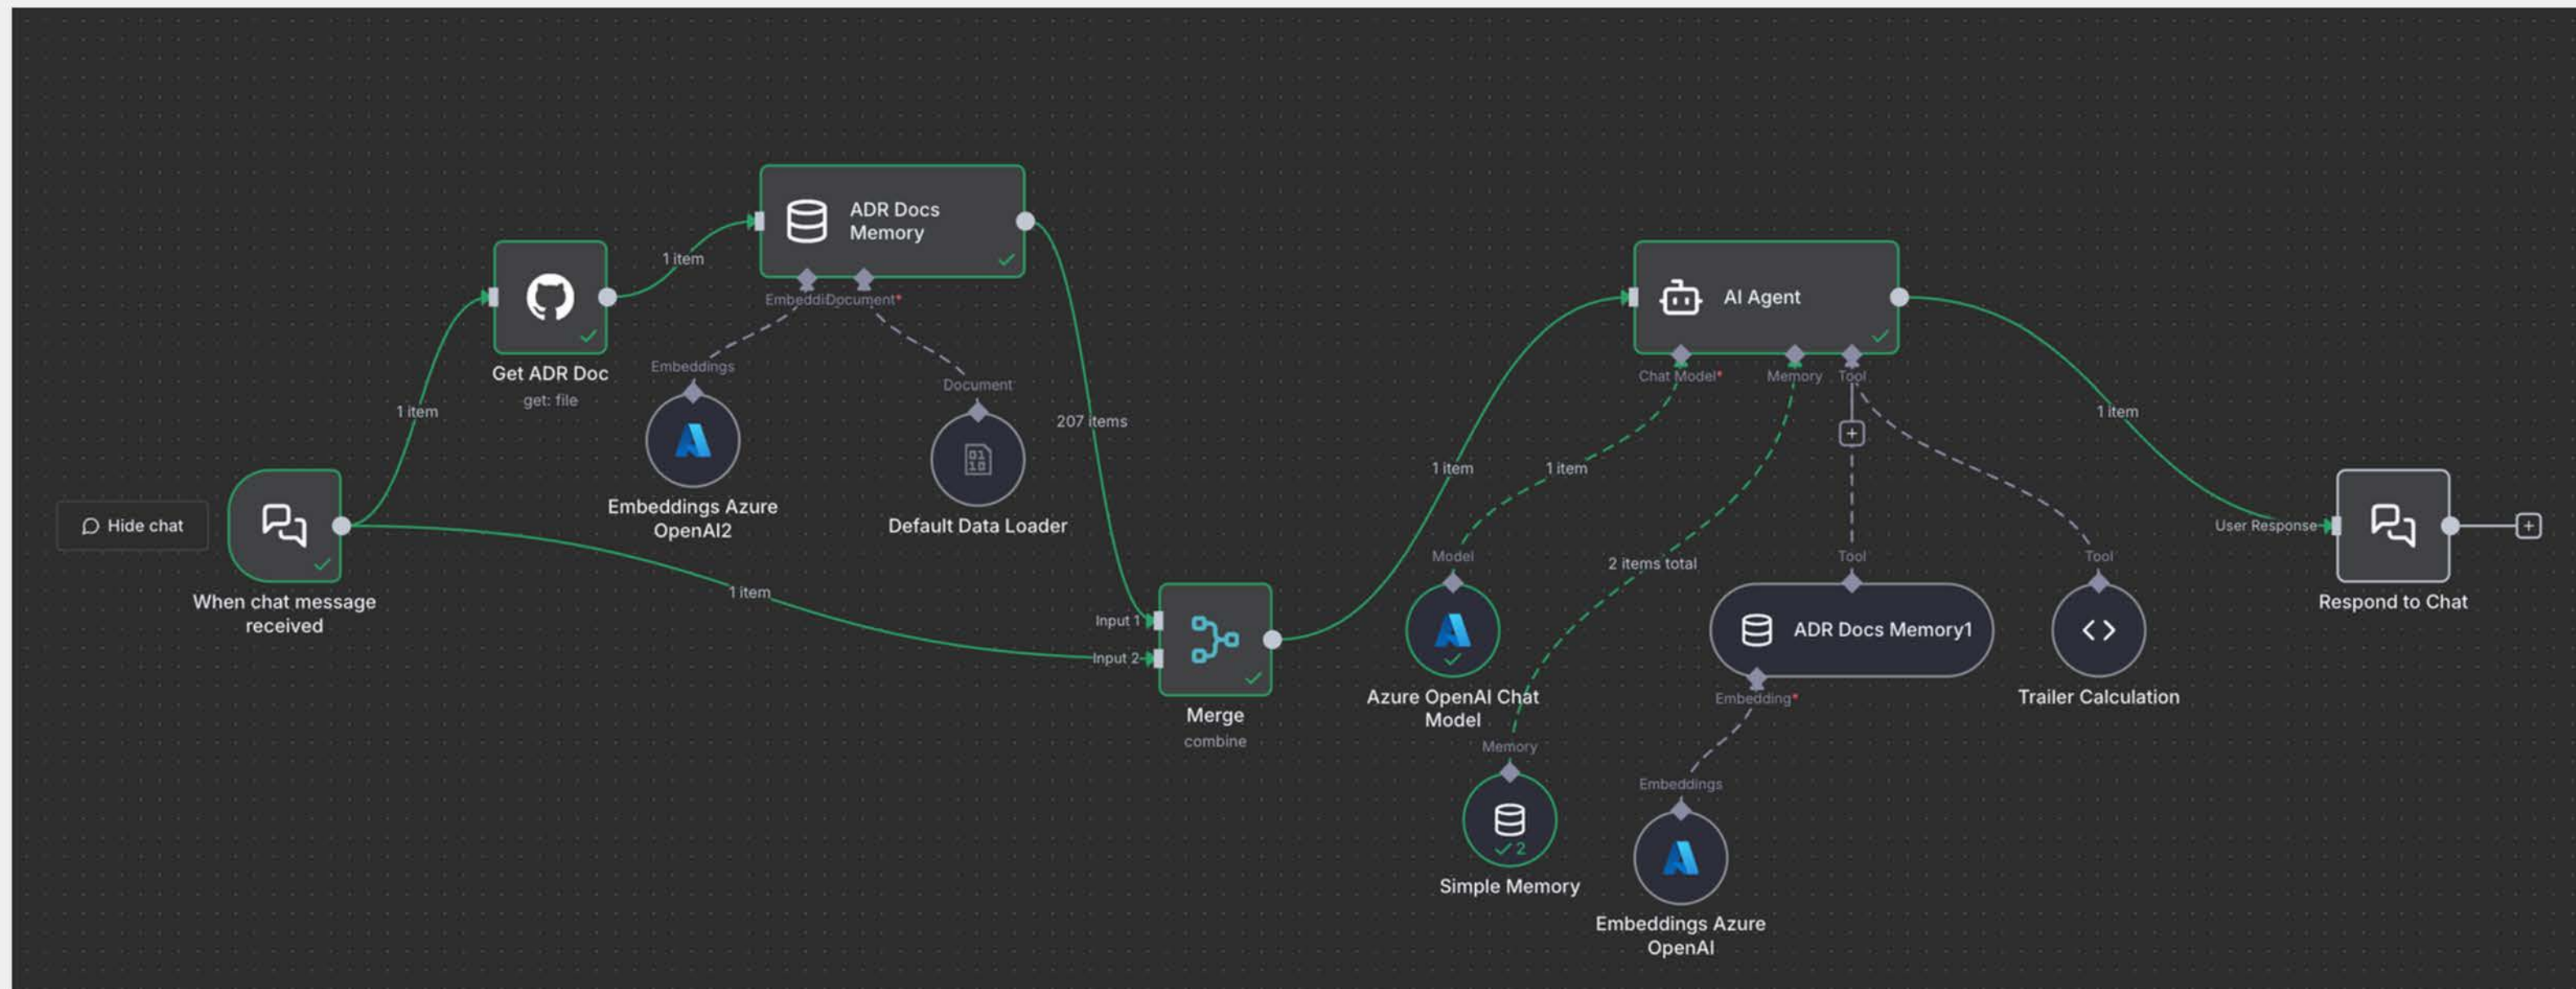 ADR Docs
Memory
1 item
EmbeddiDocument*
Get ADR Doc
get: file
Embeddings
Document
1 item
207 items
Embeddings Azure
OpenAI2
Default Data Loader
Hide chat
When chat message
received
1 item
Input 1
Input 2
Merge
combine
AI Agent
Chat Model*
Memory
Tool
1 item
1 item
1 item
User Response
Respond to Chat
Model
2 items total
Tool
Tool
ADR Docs Memory1
Azure OpenAI Chat
Model
Embedding*
Trailer Calculation
Memory
2
Simple Memory
Embeddings
Embeddings Azure
OpenAI